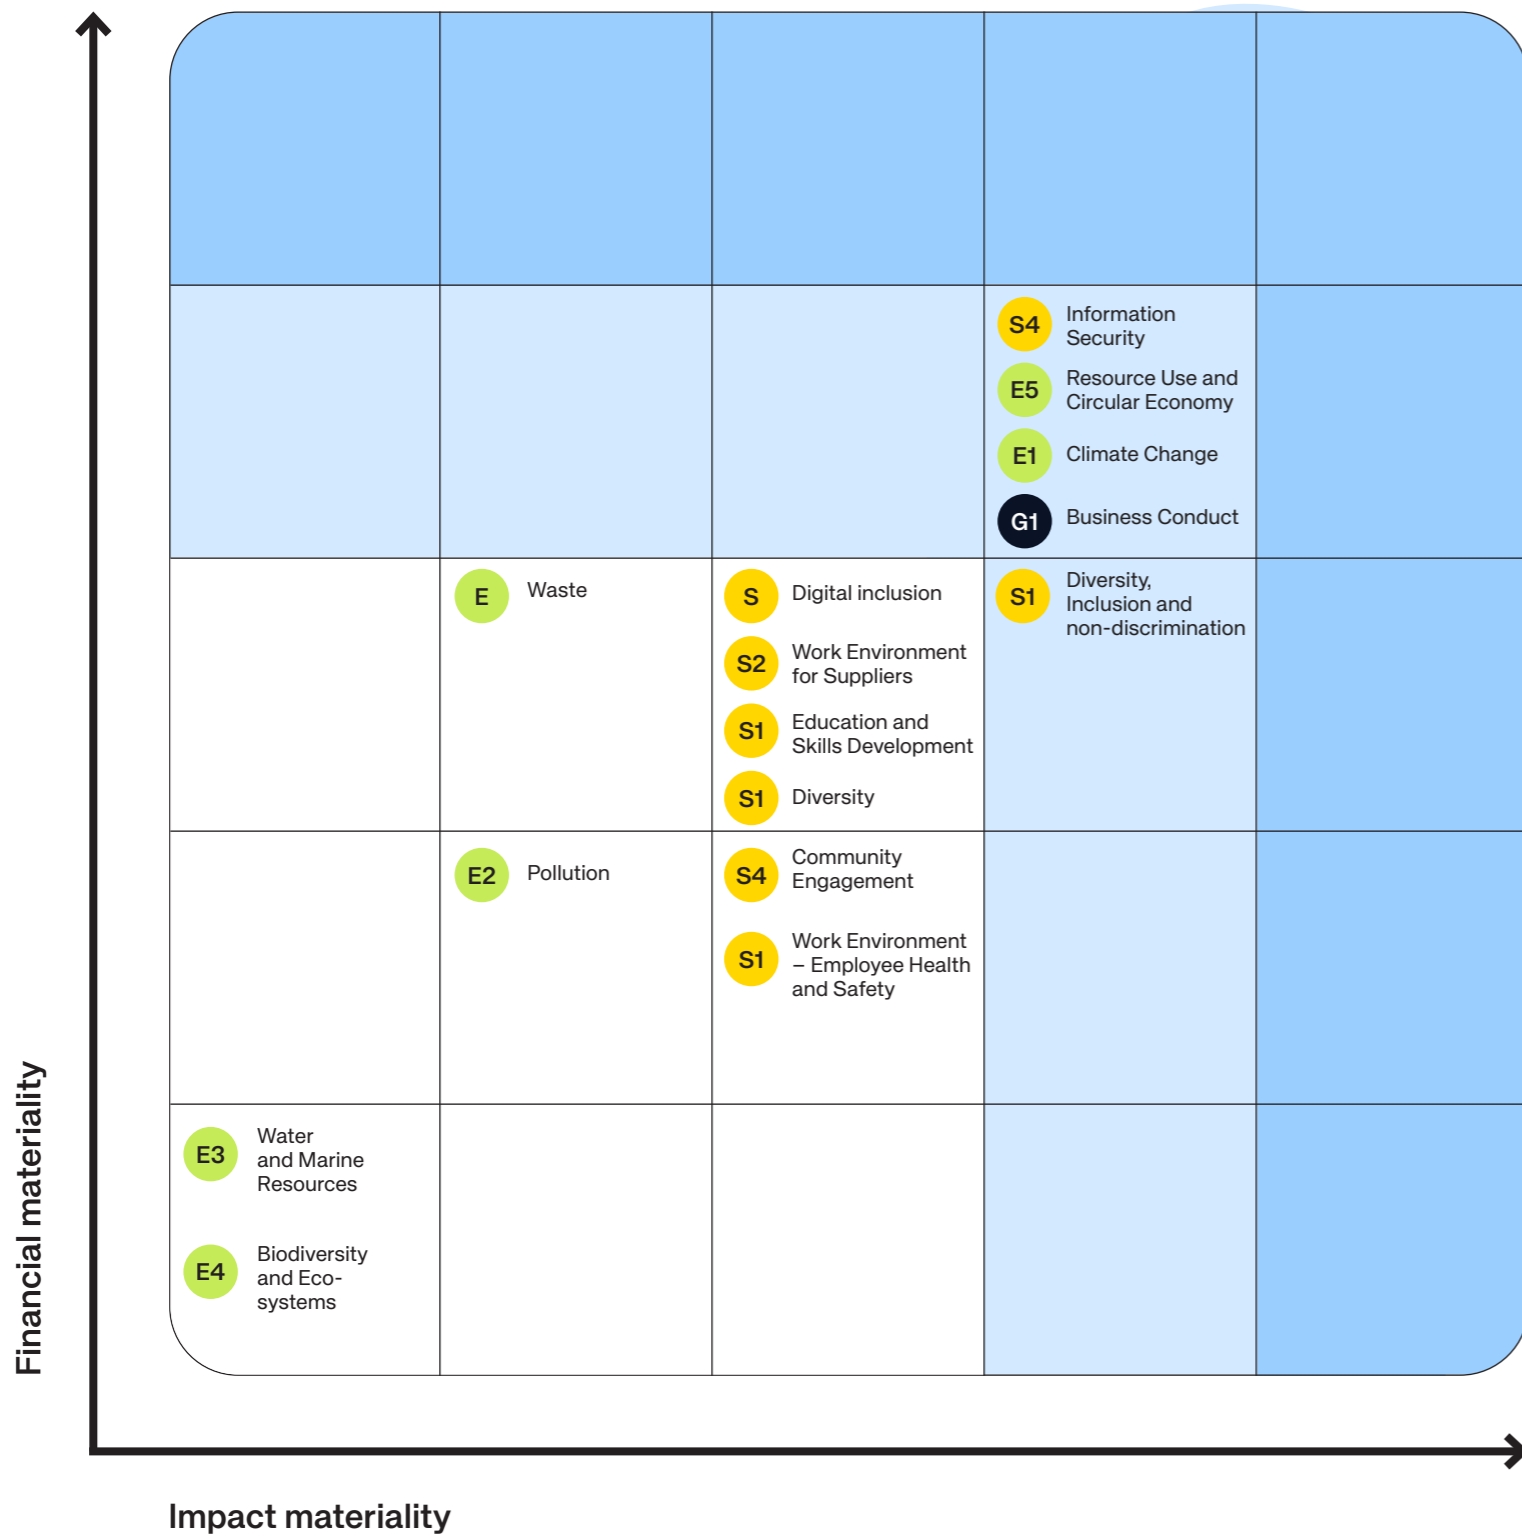 S4
Information
Security
E5
Resource Use and
Circular Economy
E1
Climate Change
G1
Business Conduct
E
Waste
S
Digital inclusion
S2
Work Environment
for Suppliers
S1
Education and
Skills Development
S1
Diversity
S1
Diversity,
Inclusion and
non-discrimination
E2
Pollution
S4
Community
Engagement
S1
Work Environment
– Employee Health
and Safety
E3
Water
and Marine
Resources
E4
Biodiversity
and Eco-
systems
Financial materiality
Impact materiality